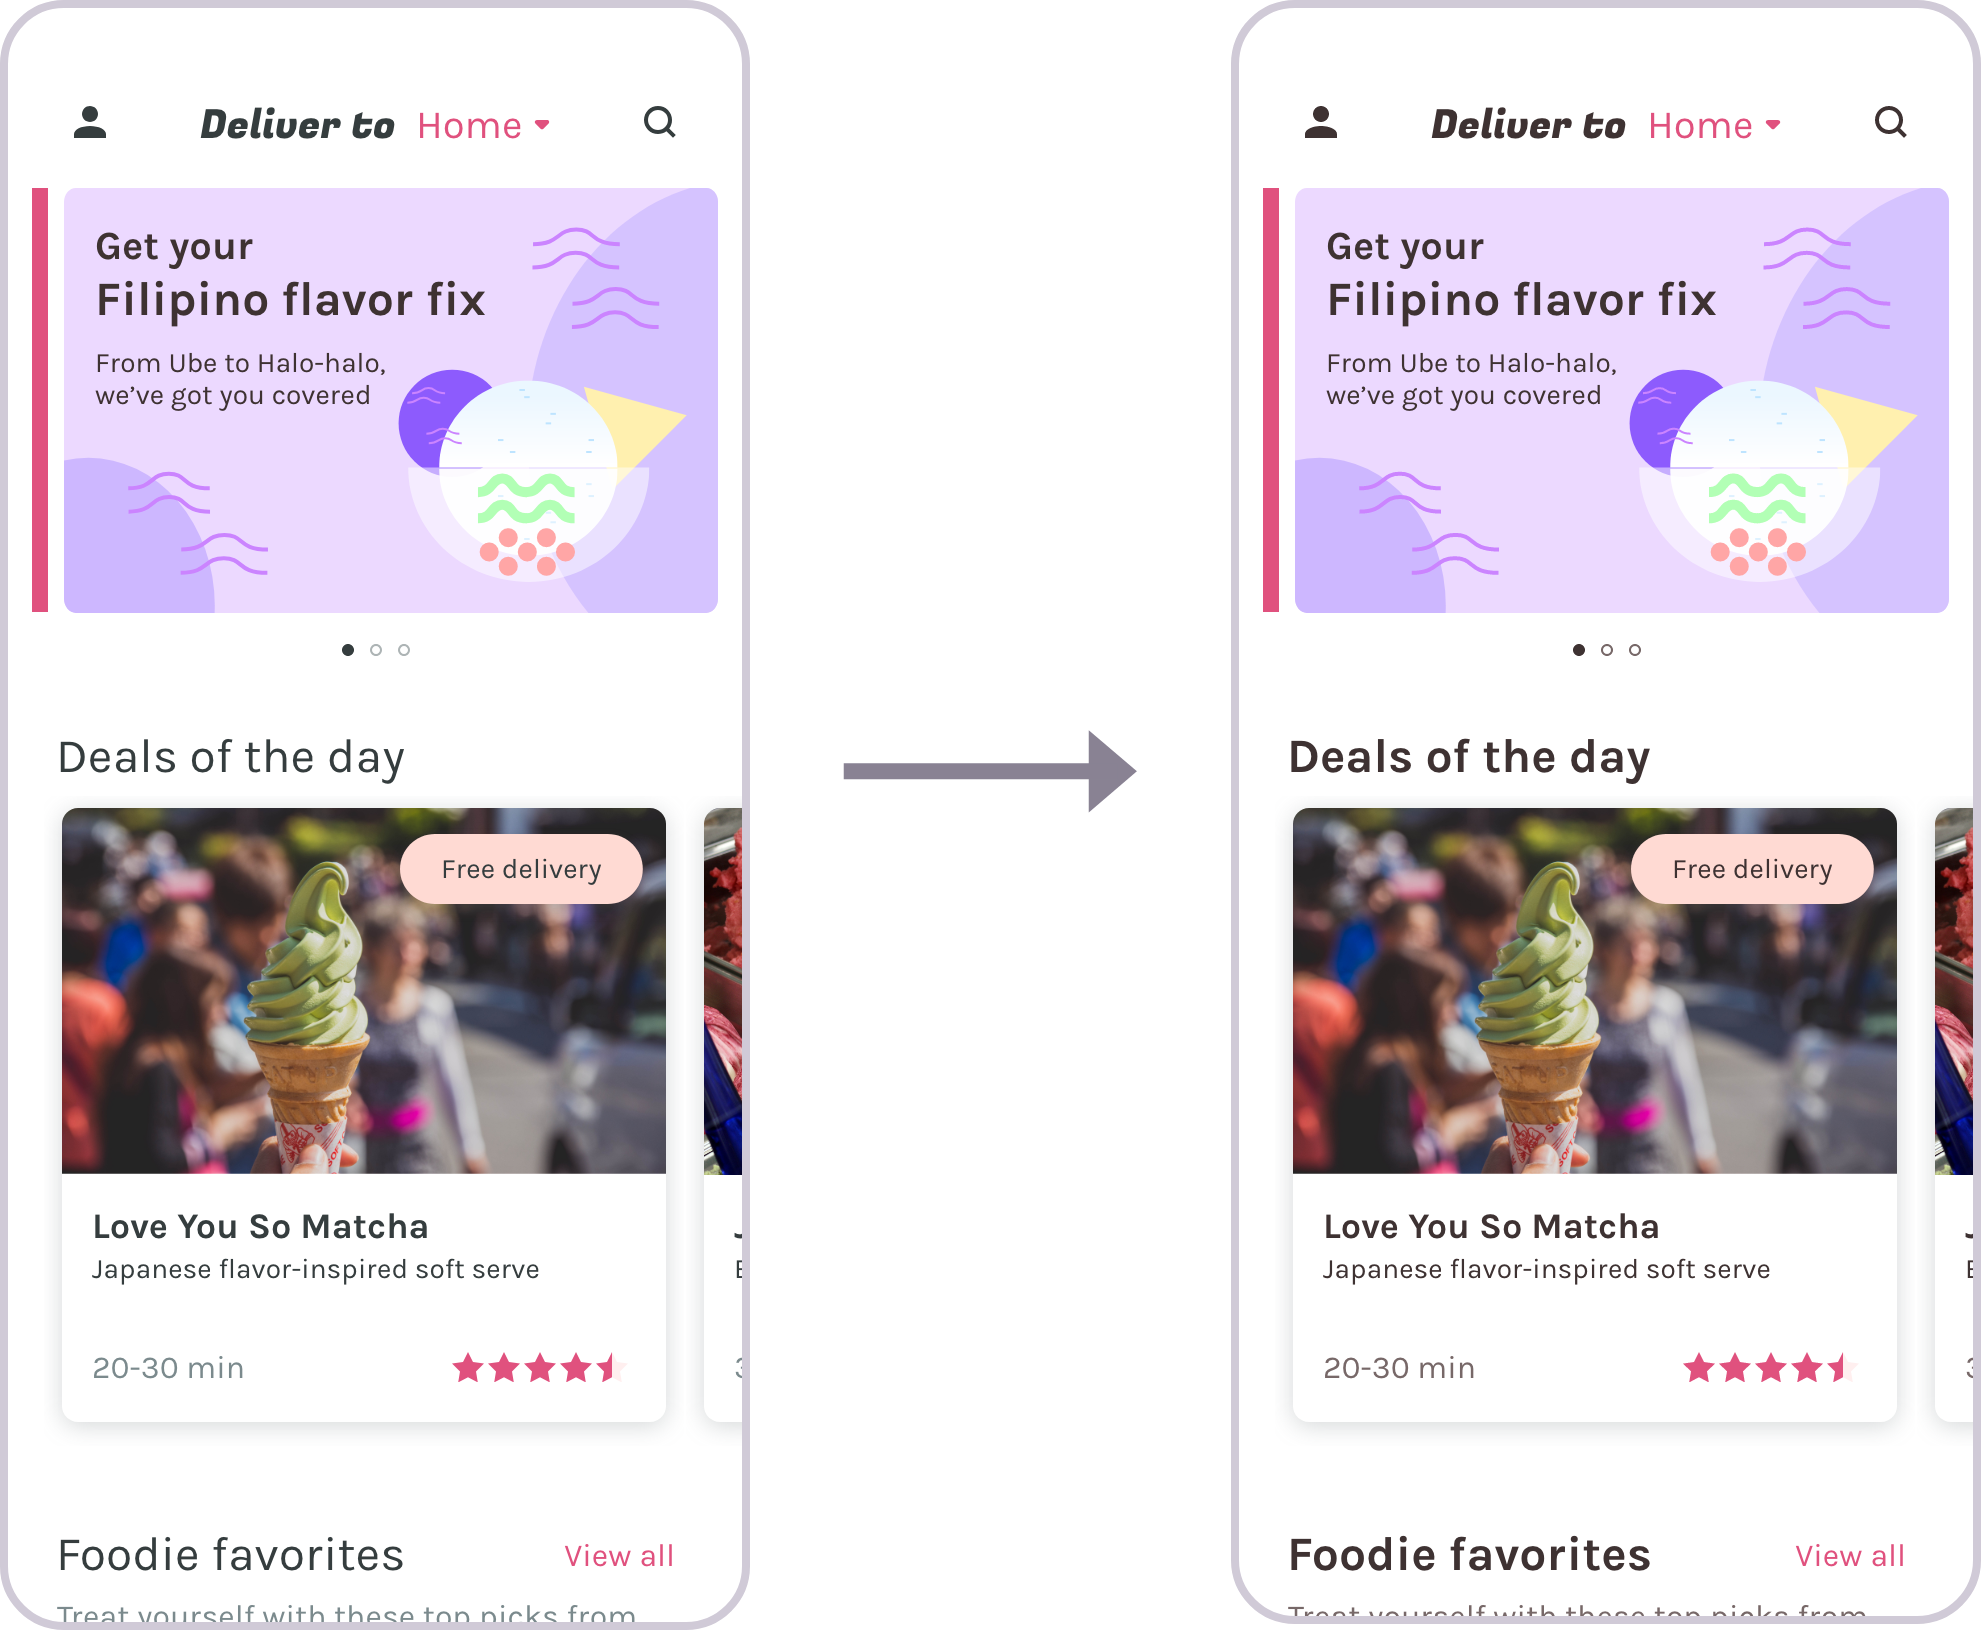 Deliver to Home
Get your
Filipino flavor fix
From Ube to Halo-halo,
we’ve got you covered
Deals of the day
Free delivery
Love You So Matcha
Japanese flavor-inspired soft serve
20-30 min
Foodie favorites View all
Treat yourself with these top picks from
Deliver to Home
Get your
Filipino flavor fix
From Ube to Halo-halo,
we’ve got you covered
Deals of the day
Free delivery
Love You So Matcha
Japanese flavor-inspired soft serve
20-30 min
Foodie favorites View all
Treat yourself with these top picks from